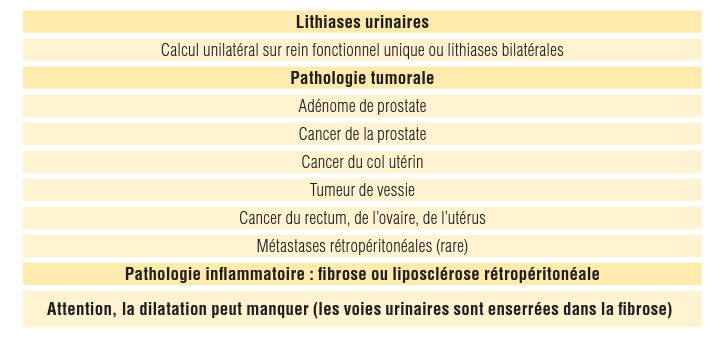 Lithiases urinaires
Calcul unilatéral sur rein fonctionnel unique ou lithiases bilatérales
Pathologie tumorale
Adénome de prostate
Cancer de la prostate
Cancer du col utérin
Tumeur de vessie
Cancer du rectum, de l’ovaire, de l’utérus
Métastases rétropéritonéales (rare)
Pathologie inflammatoire : fibrose ou liposclérose rétropéritonéale
Attention, la dilatation peut manquer (les voies urinaires sont enserrées dans la fibrose)